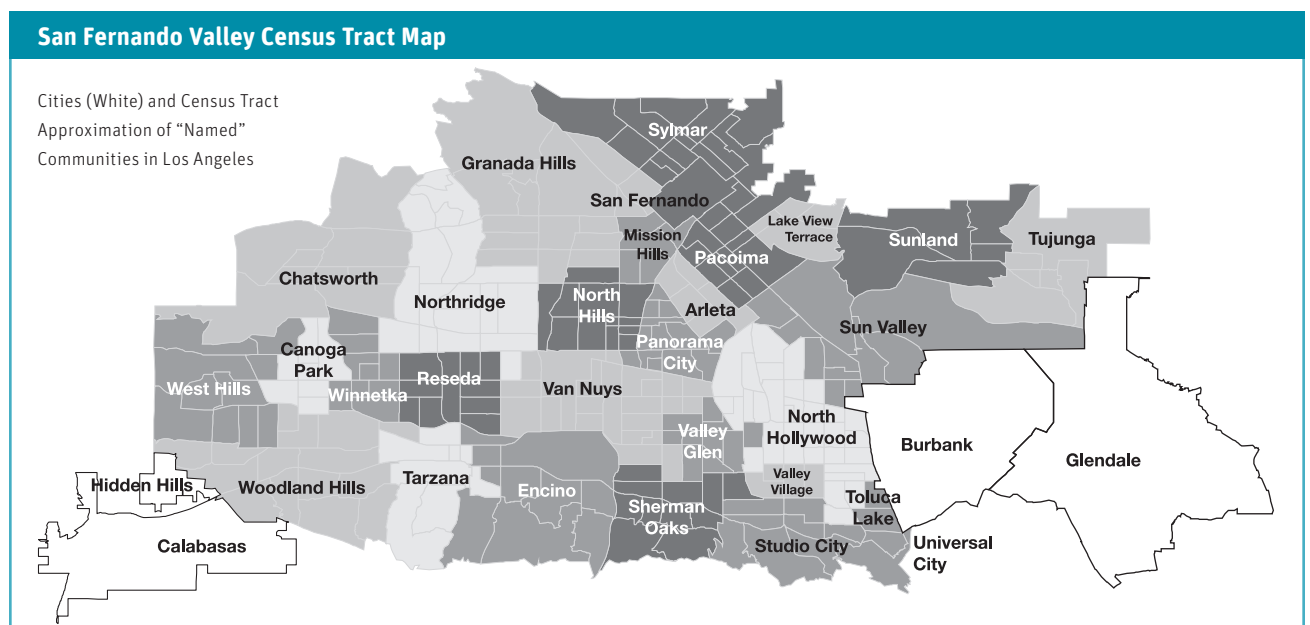 San Fernando Valley Census Tract Map
Cities (White) and Census Tract
Approximation of “Named”
Communities in Los Angeles
Sylmar
Granada Hills
San Fernando
Lake View
Terrace
Mission
Hills
Sunland
Tujunga
Pacoima
Chatsworth
Northridge
North
Hills
Arleta
Sun Valley
Panorama
City
Canoga
Park
West Hills
Winnetka
Reseda
Van Nuys
North
Hollywood
Valley
Glen
Burbank
Glendale
Hidden Hills
Woodland Hills
Tarzana
Encino
Valley
Village
Sherman
Oaks
Toluca
Lake
Calabasas
Studio City
Universal
City